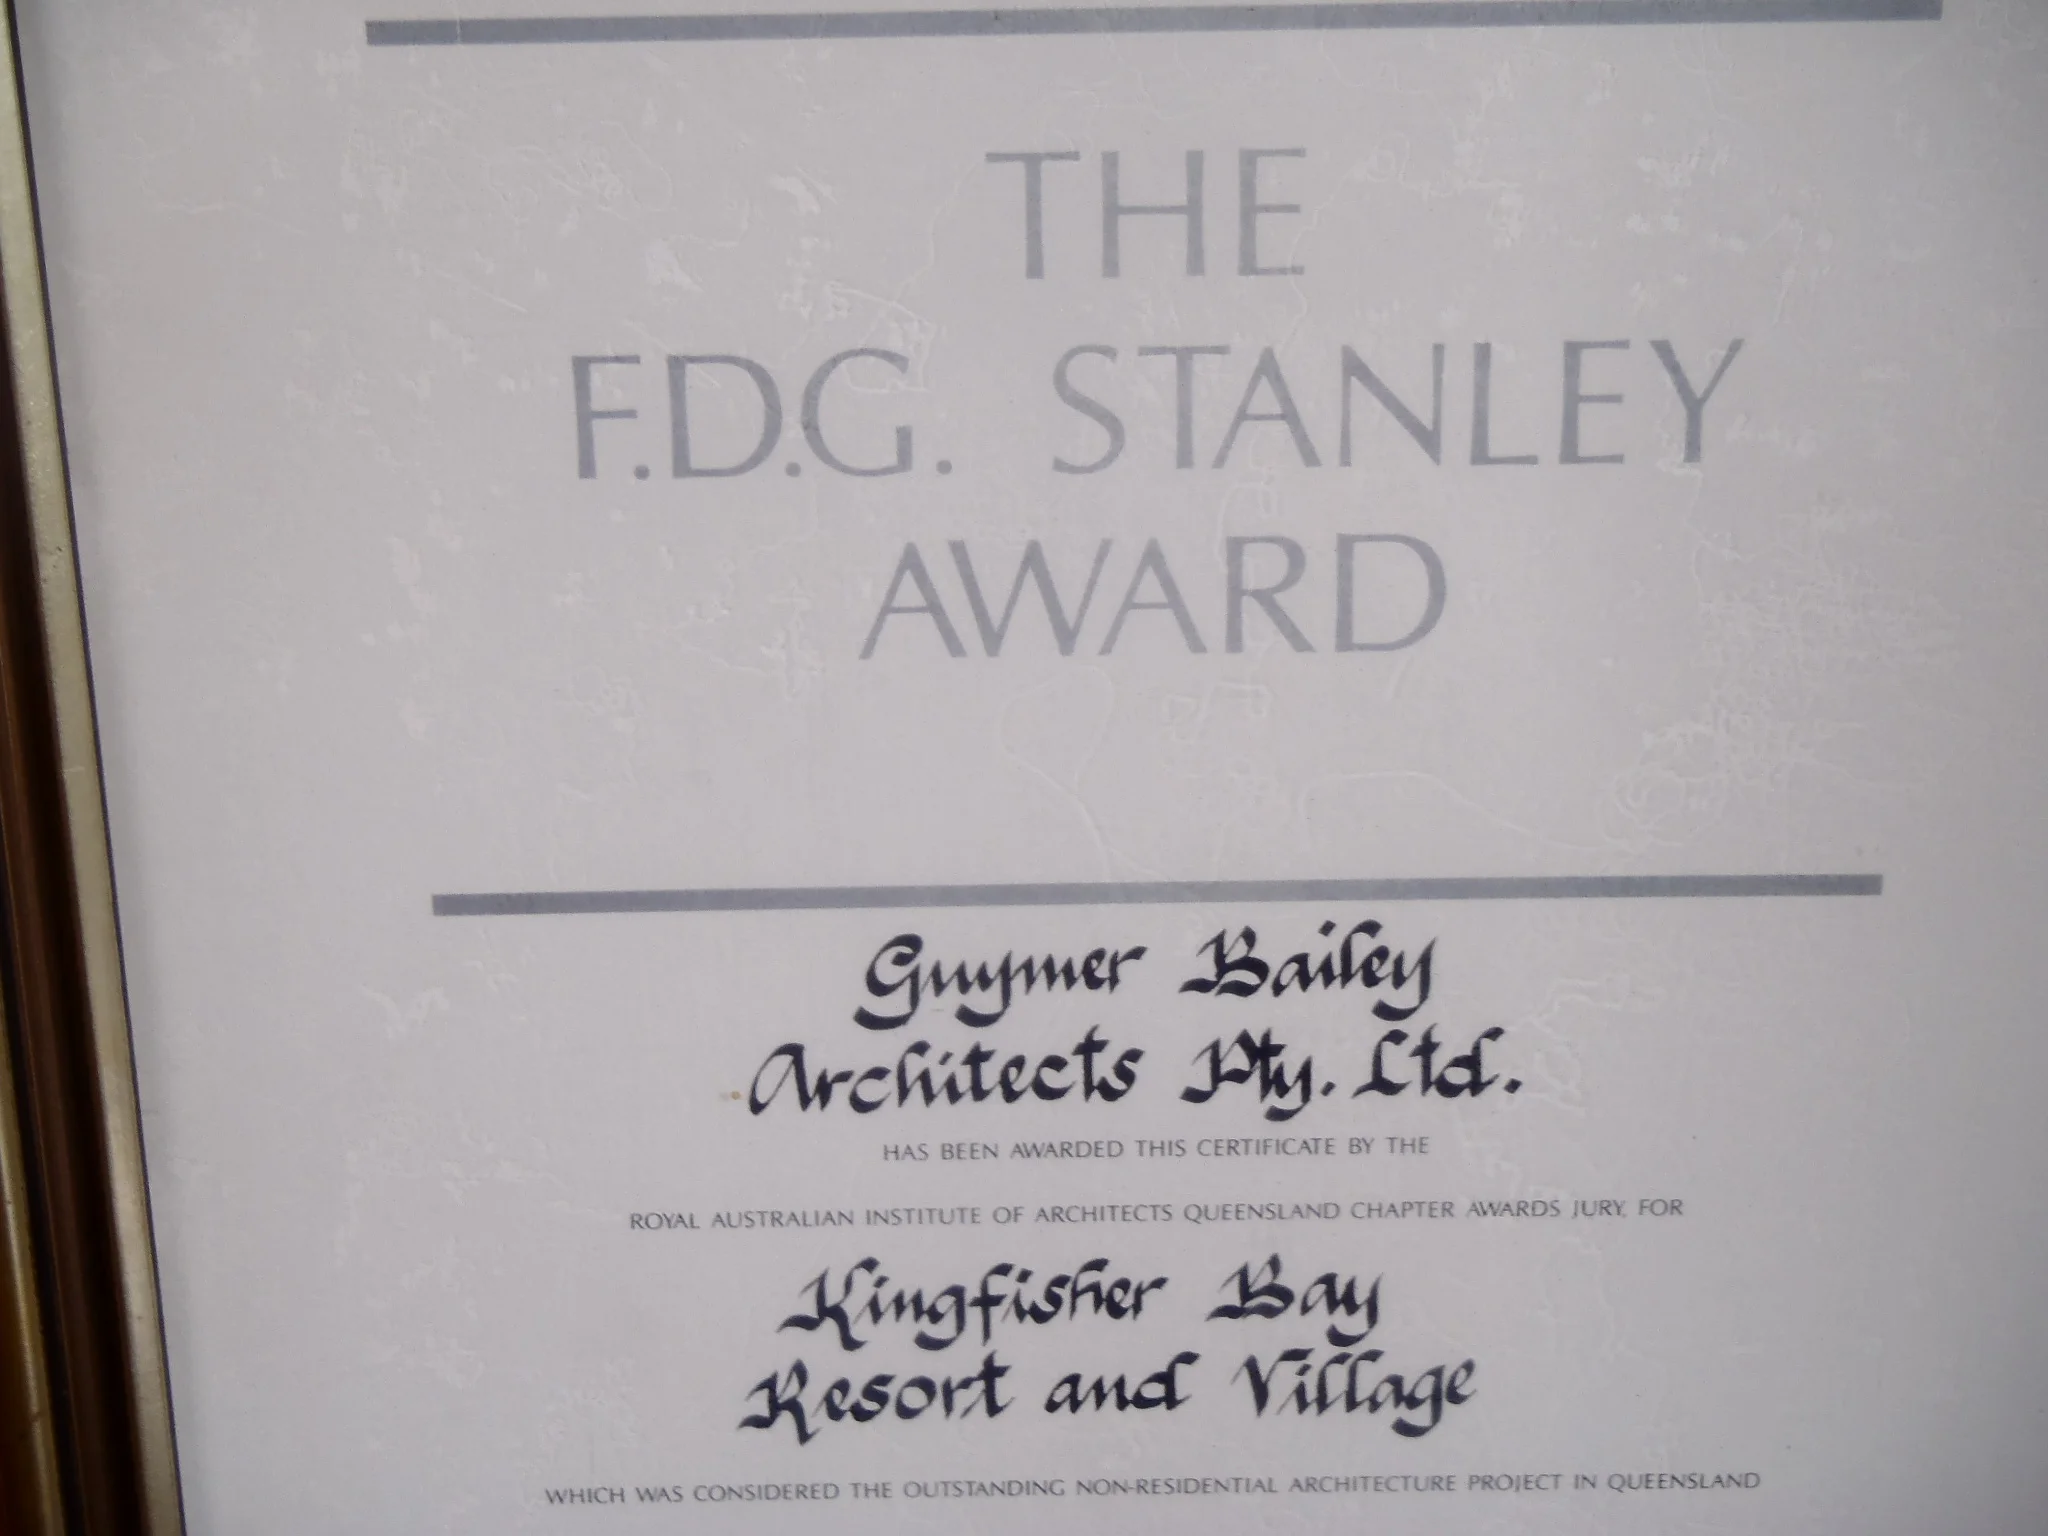 THE
F.D.G. STANLEY
AWARD
Guymer Bailey
Architects Pty. Ltd.
HAS BEEN AWARDED THIS CERTIFICATE BY THE
ROYAL AUSTRALIAN INSTITUTE OF ARCHITECTS QUEENSLAND CHAPTER AWARDS JURY, FOR
Kingfisher Bay
Resort and Village
WHICH WAS CONSIDERED THE OUTSTANDING NON-RESIDENTIAL ARCHITECTURE PROJECT IN QUEENSLAND